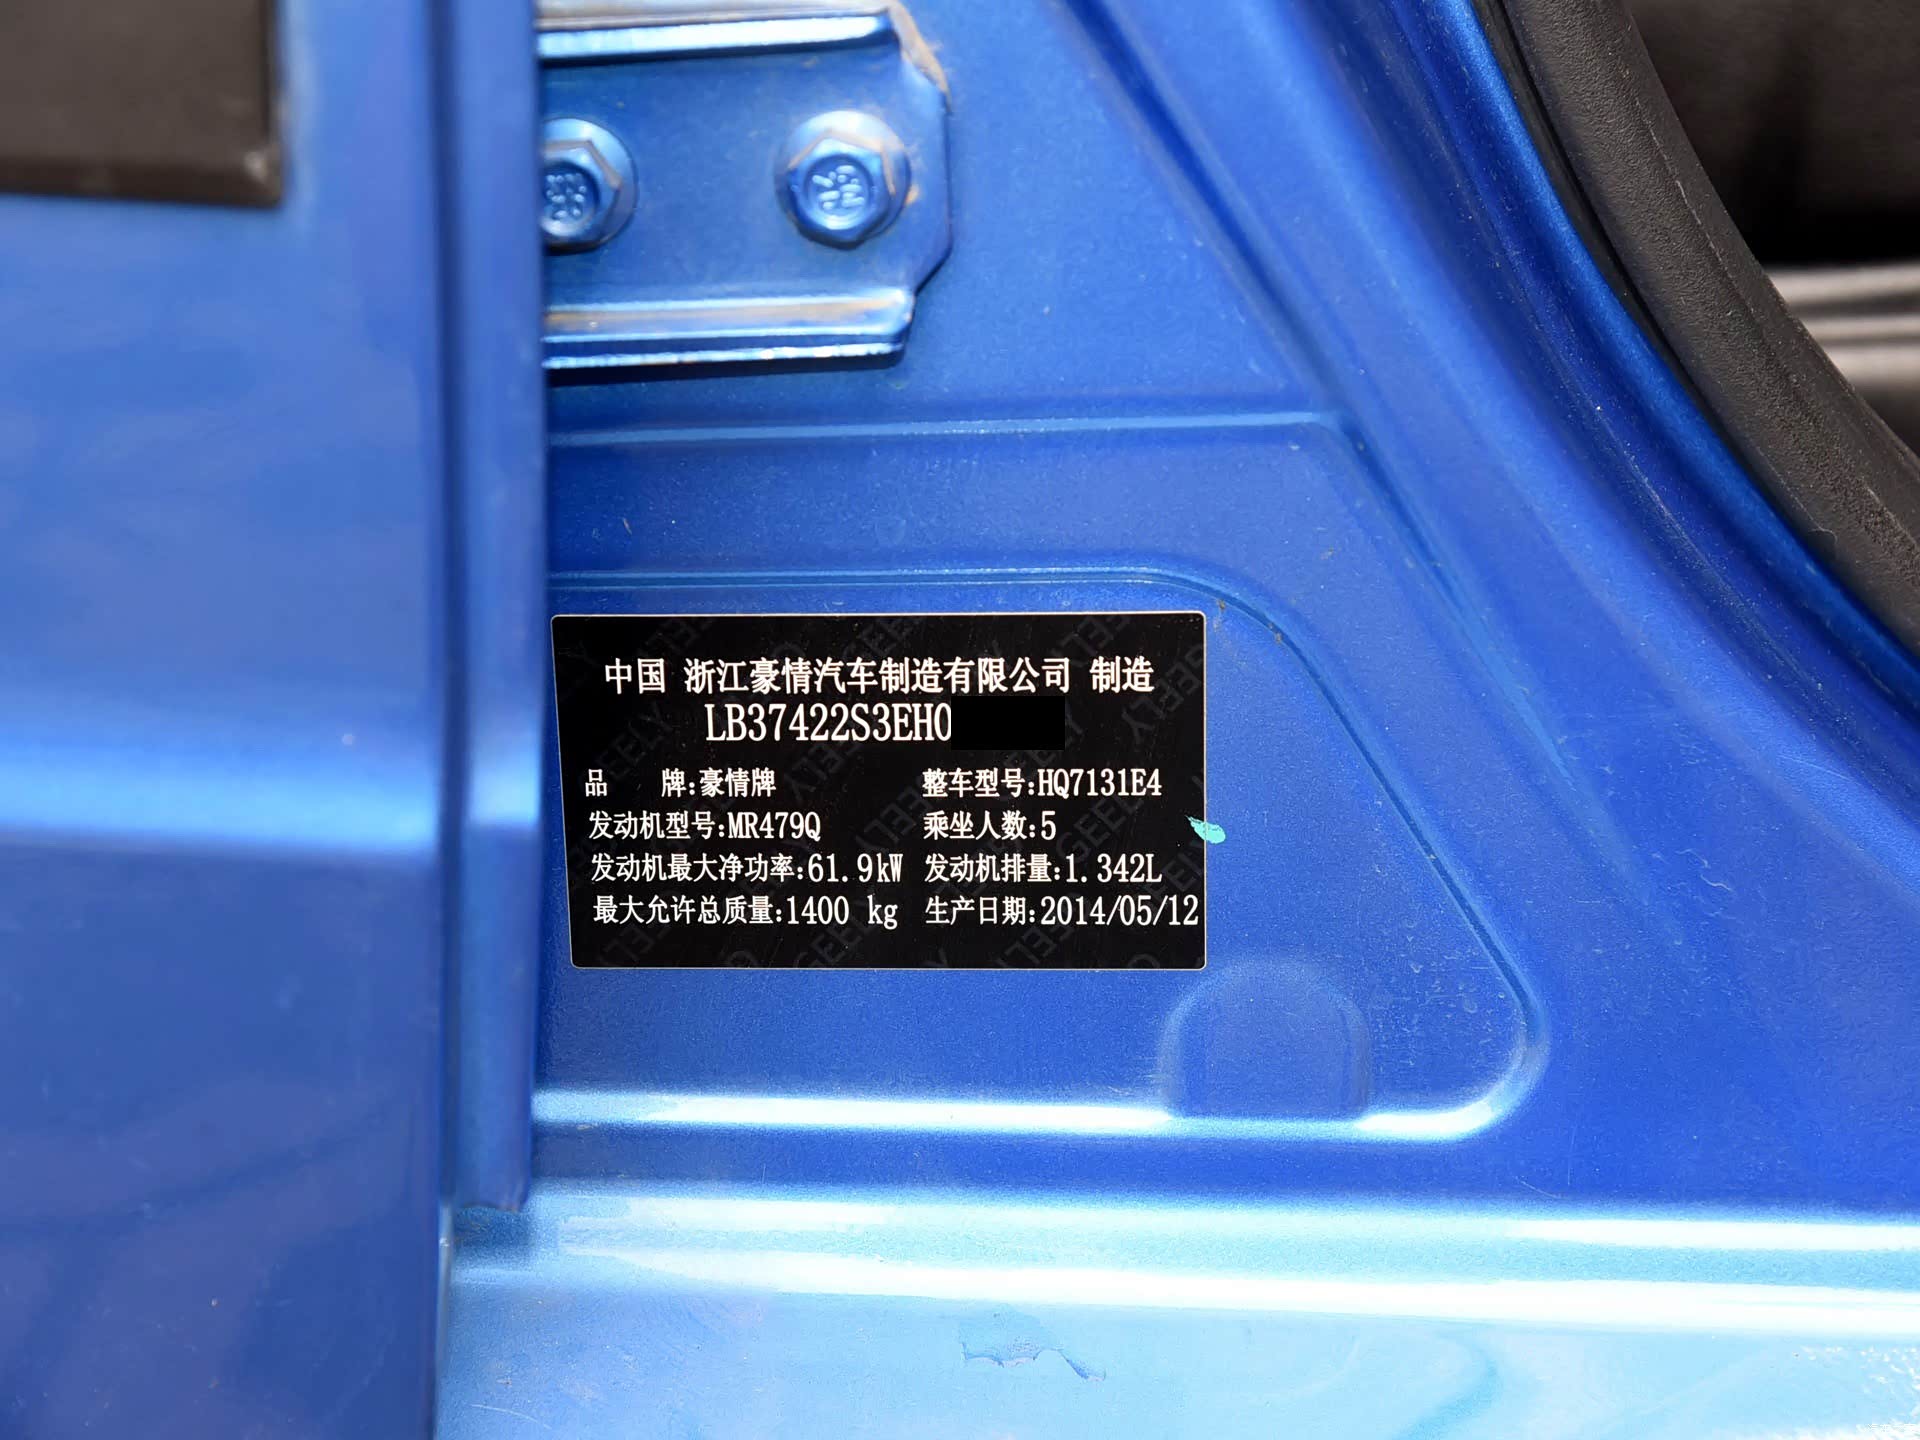 中国 浙江豪情汽车制造有限公司 制造
LB37422S3EH0
品 牌:豪情牌 整车型号:HQ7131E4
发动机型号:MR479Q 乘坐人数:5
发动机最大净功率:61.9kW 发动机排量:1.342L
最大允许总质量:1400 kg 生产日期:2014/05/12